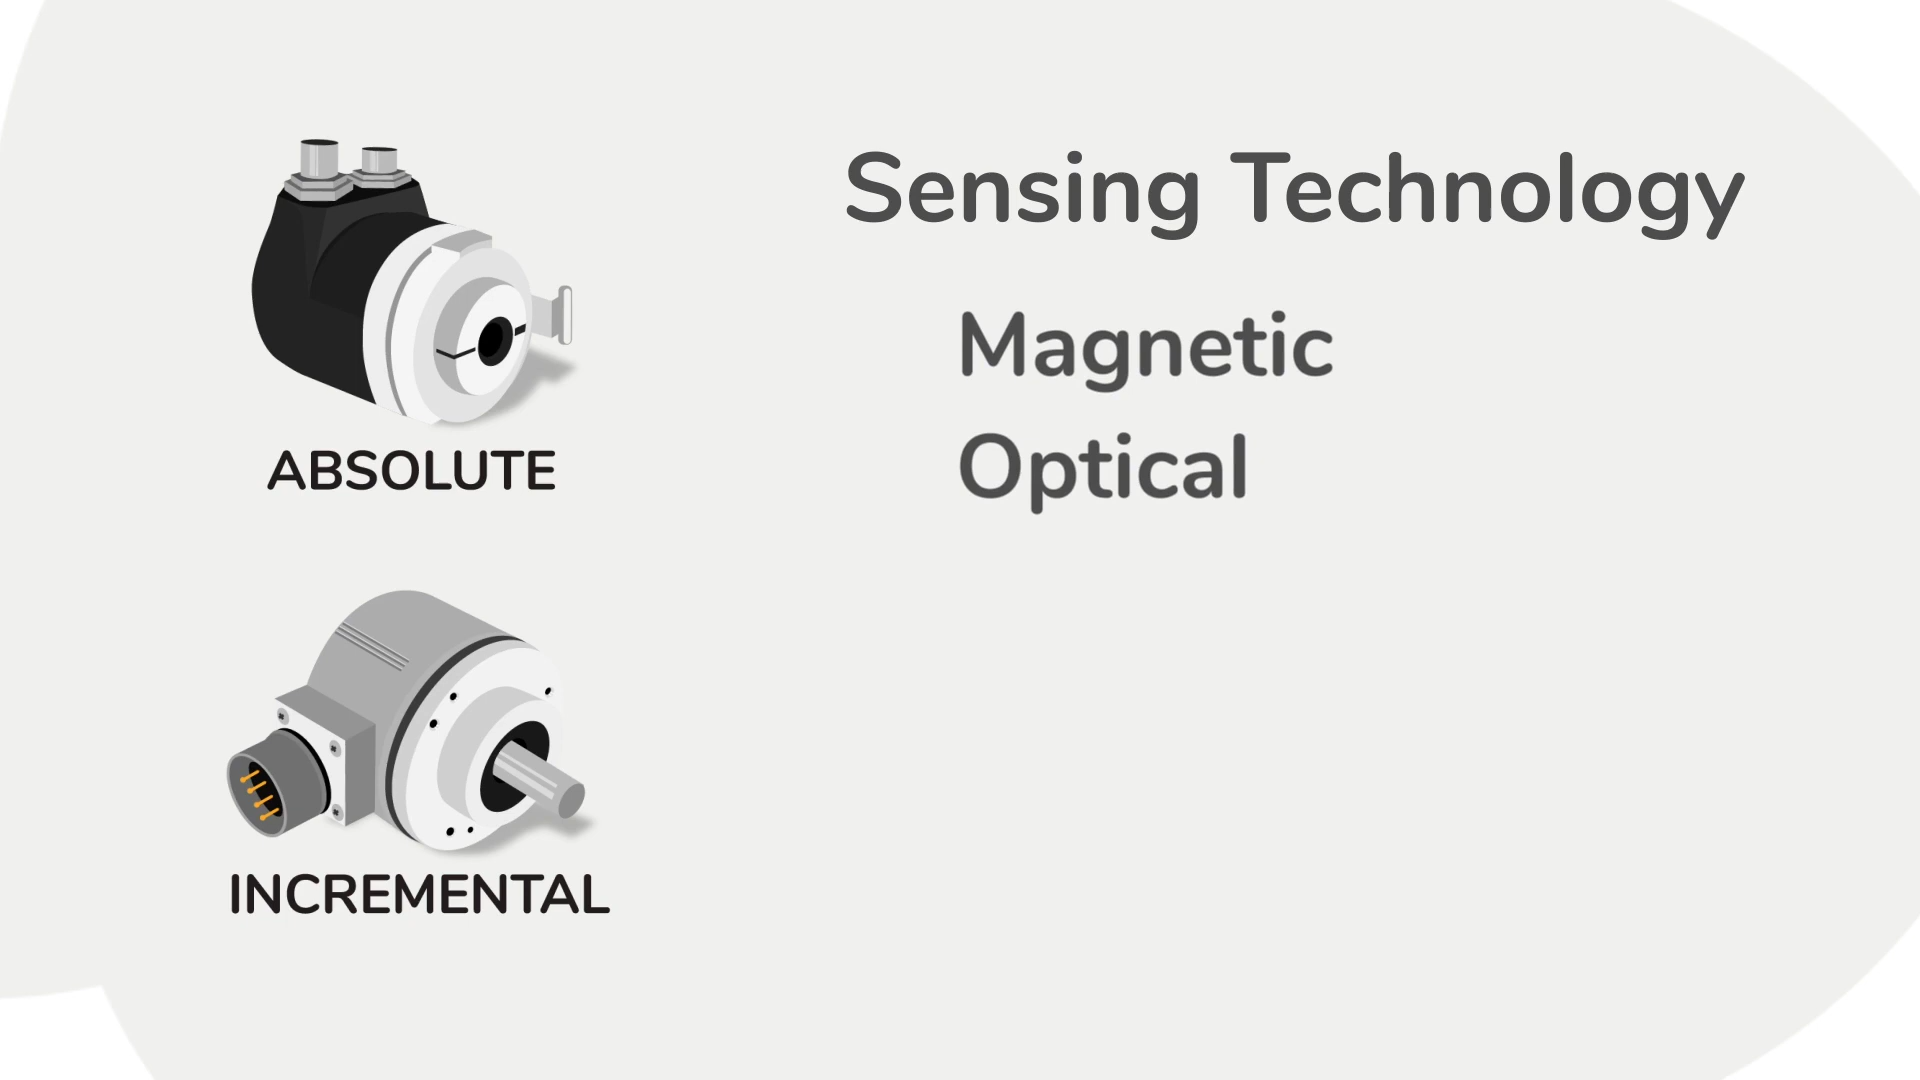 Sensing Technology
Magnetic
Optical
ABSOLUTE
INCREMENTAL